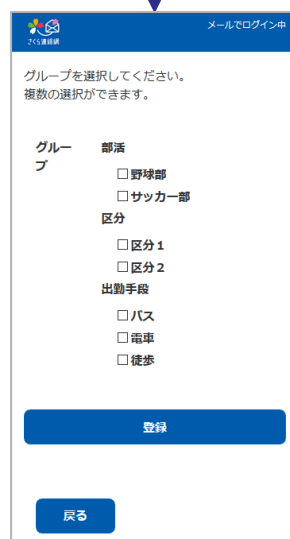 さくら連絡網
メールでログイン中
グループを選択してください。
複数の選択ができます。
グループ
部活
野球部
サッカー部
区分
区分1
区分2
出勤手段
バス
電車
徒歩
登録
戻る